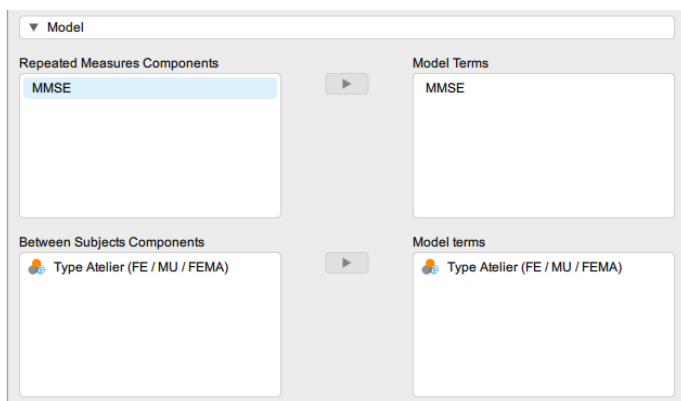 Model
Repeated Measures Components
Model Terms
MMSE
MMSE
Between Subjects Components
Model terms
Type Atelier (FE / MU / FEMA)
Type Atelier (FE / MU / FEMA)